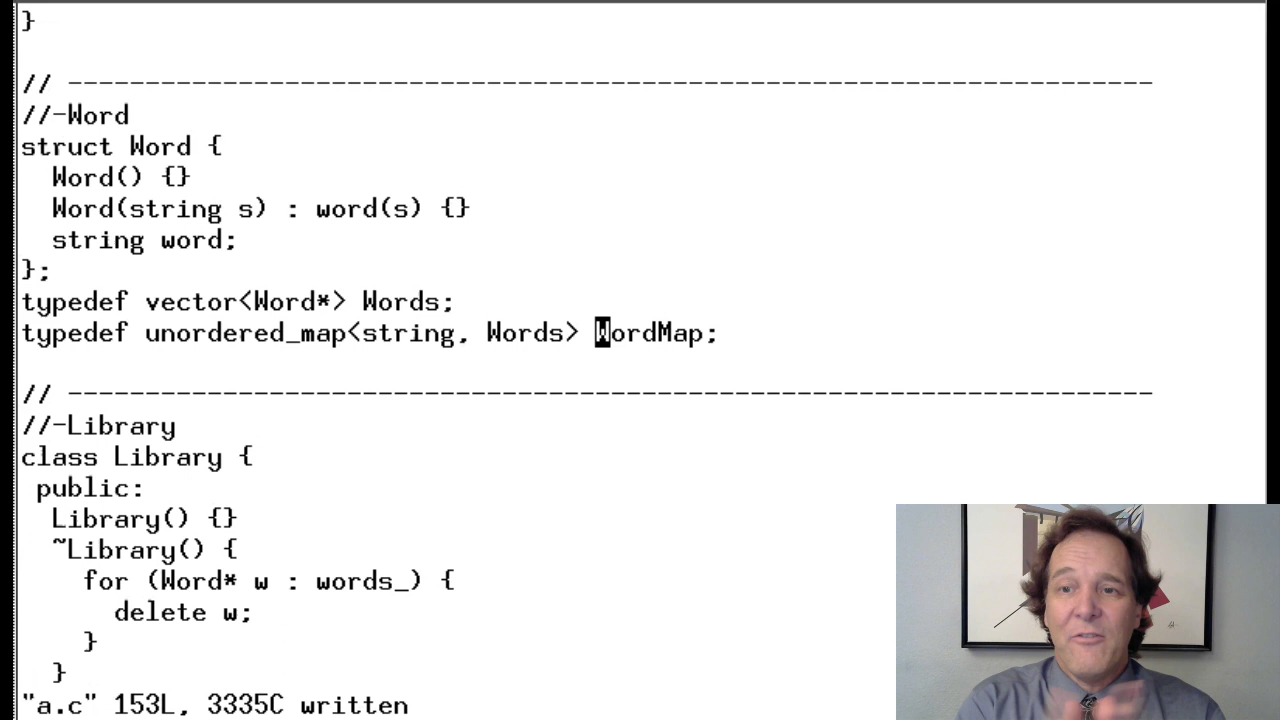 }
// ----------------------------------------------------------------------
//-Word
struct Word {
  Word() {}
  Word(string s) : word(s) {}
  string word;
};
typedef vector<Word*> Words;
typedef unordered_map<string, Words> WordMap;
// ----------------------------------------------------------------------
//-Library
class Library {
 public:
  Library() {}
  ~Library() {
    for (Word* w : words_) {
      delete w;
    }
  }
"a.c" 153L, 3335C written